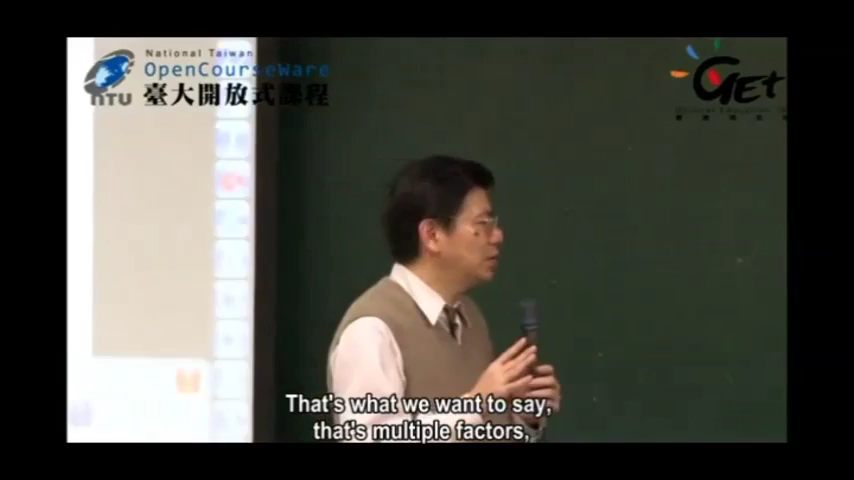 National Taiwan
OpenCourseWare
NTU 臺大開放式課程
GET
That's what we want to say,
that's multiple factors,